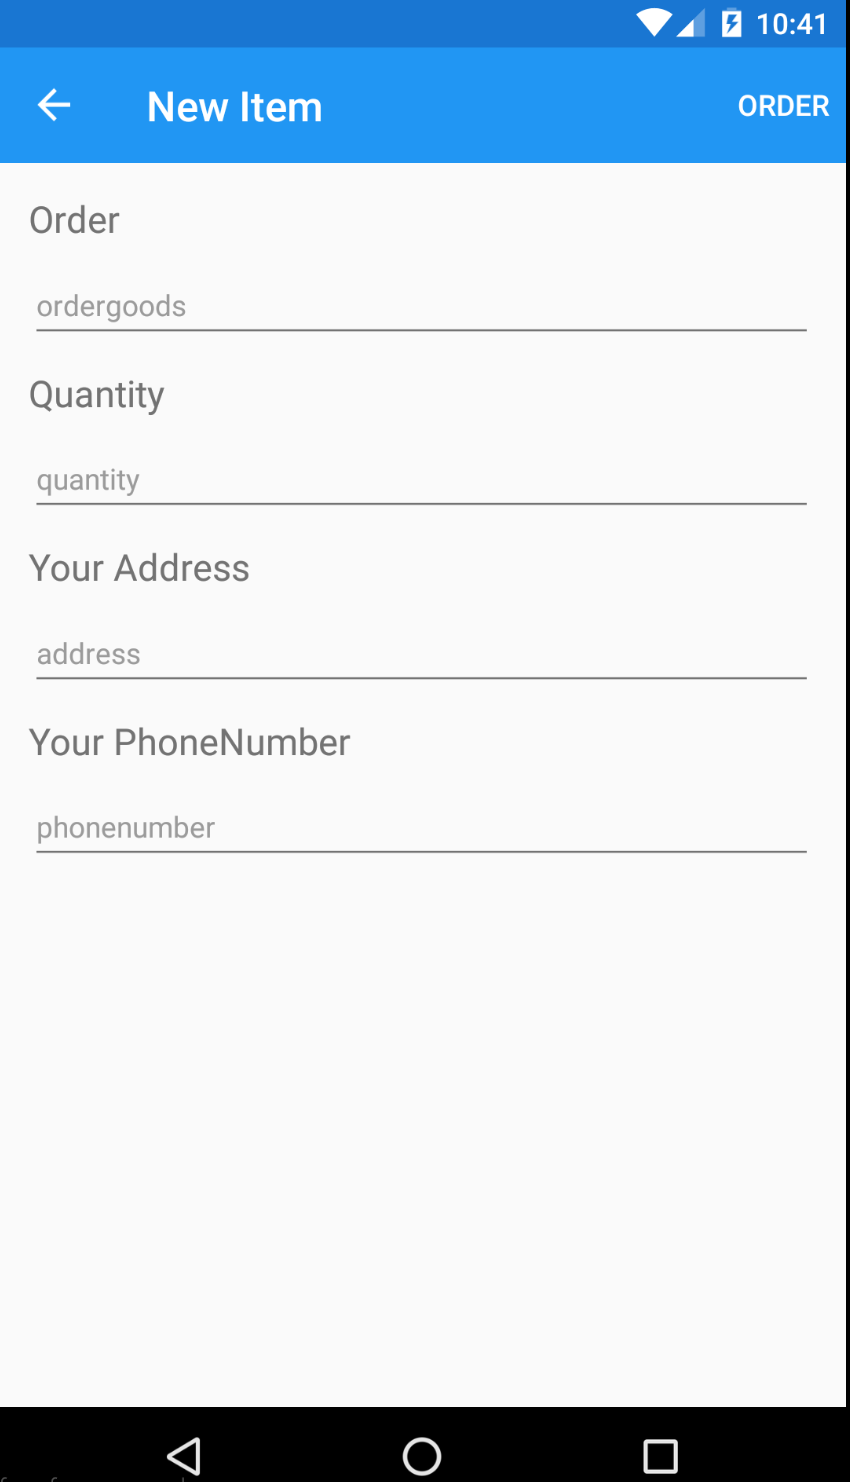 10:41
New Item
ORDER
Order
ordergoods
Quantity
quantity
Your Address
address
Your PhoneNumber
phonenumber